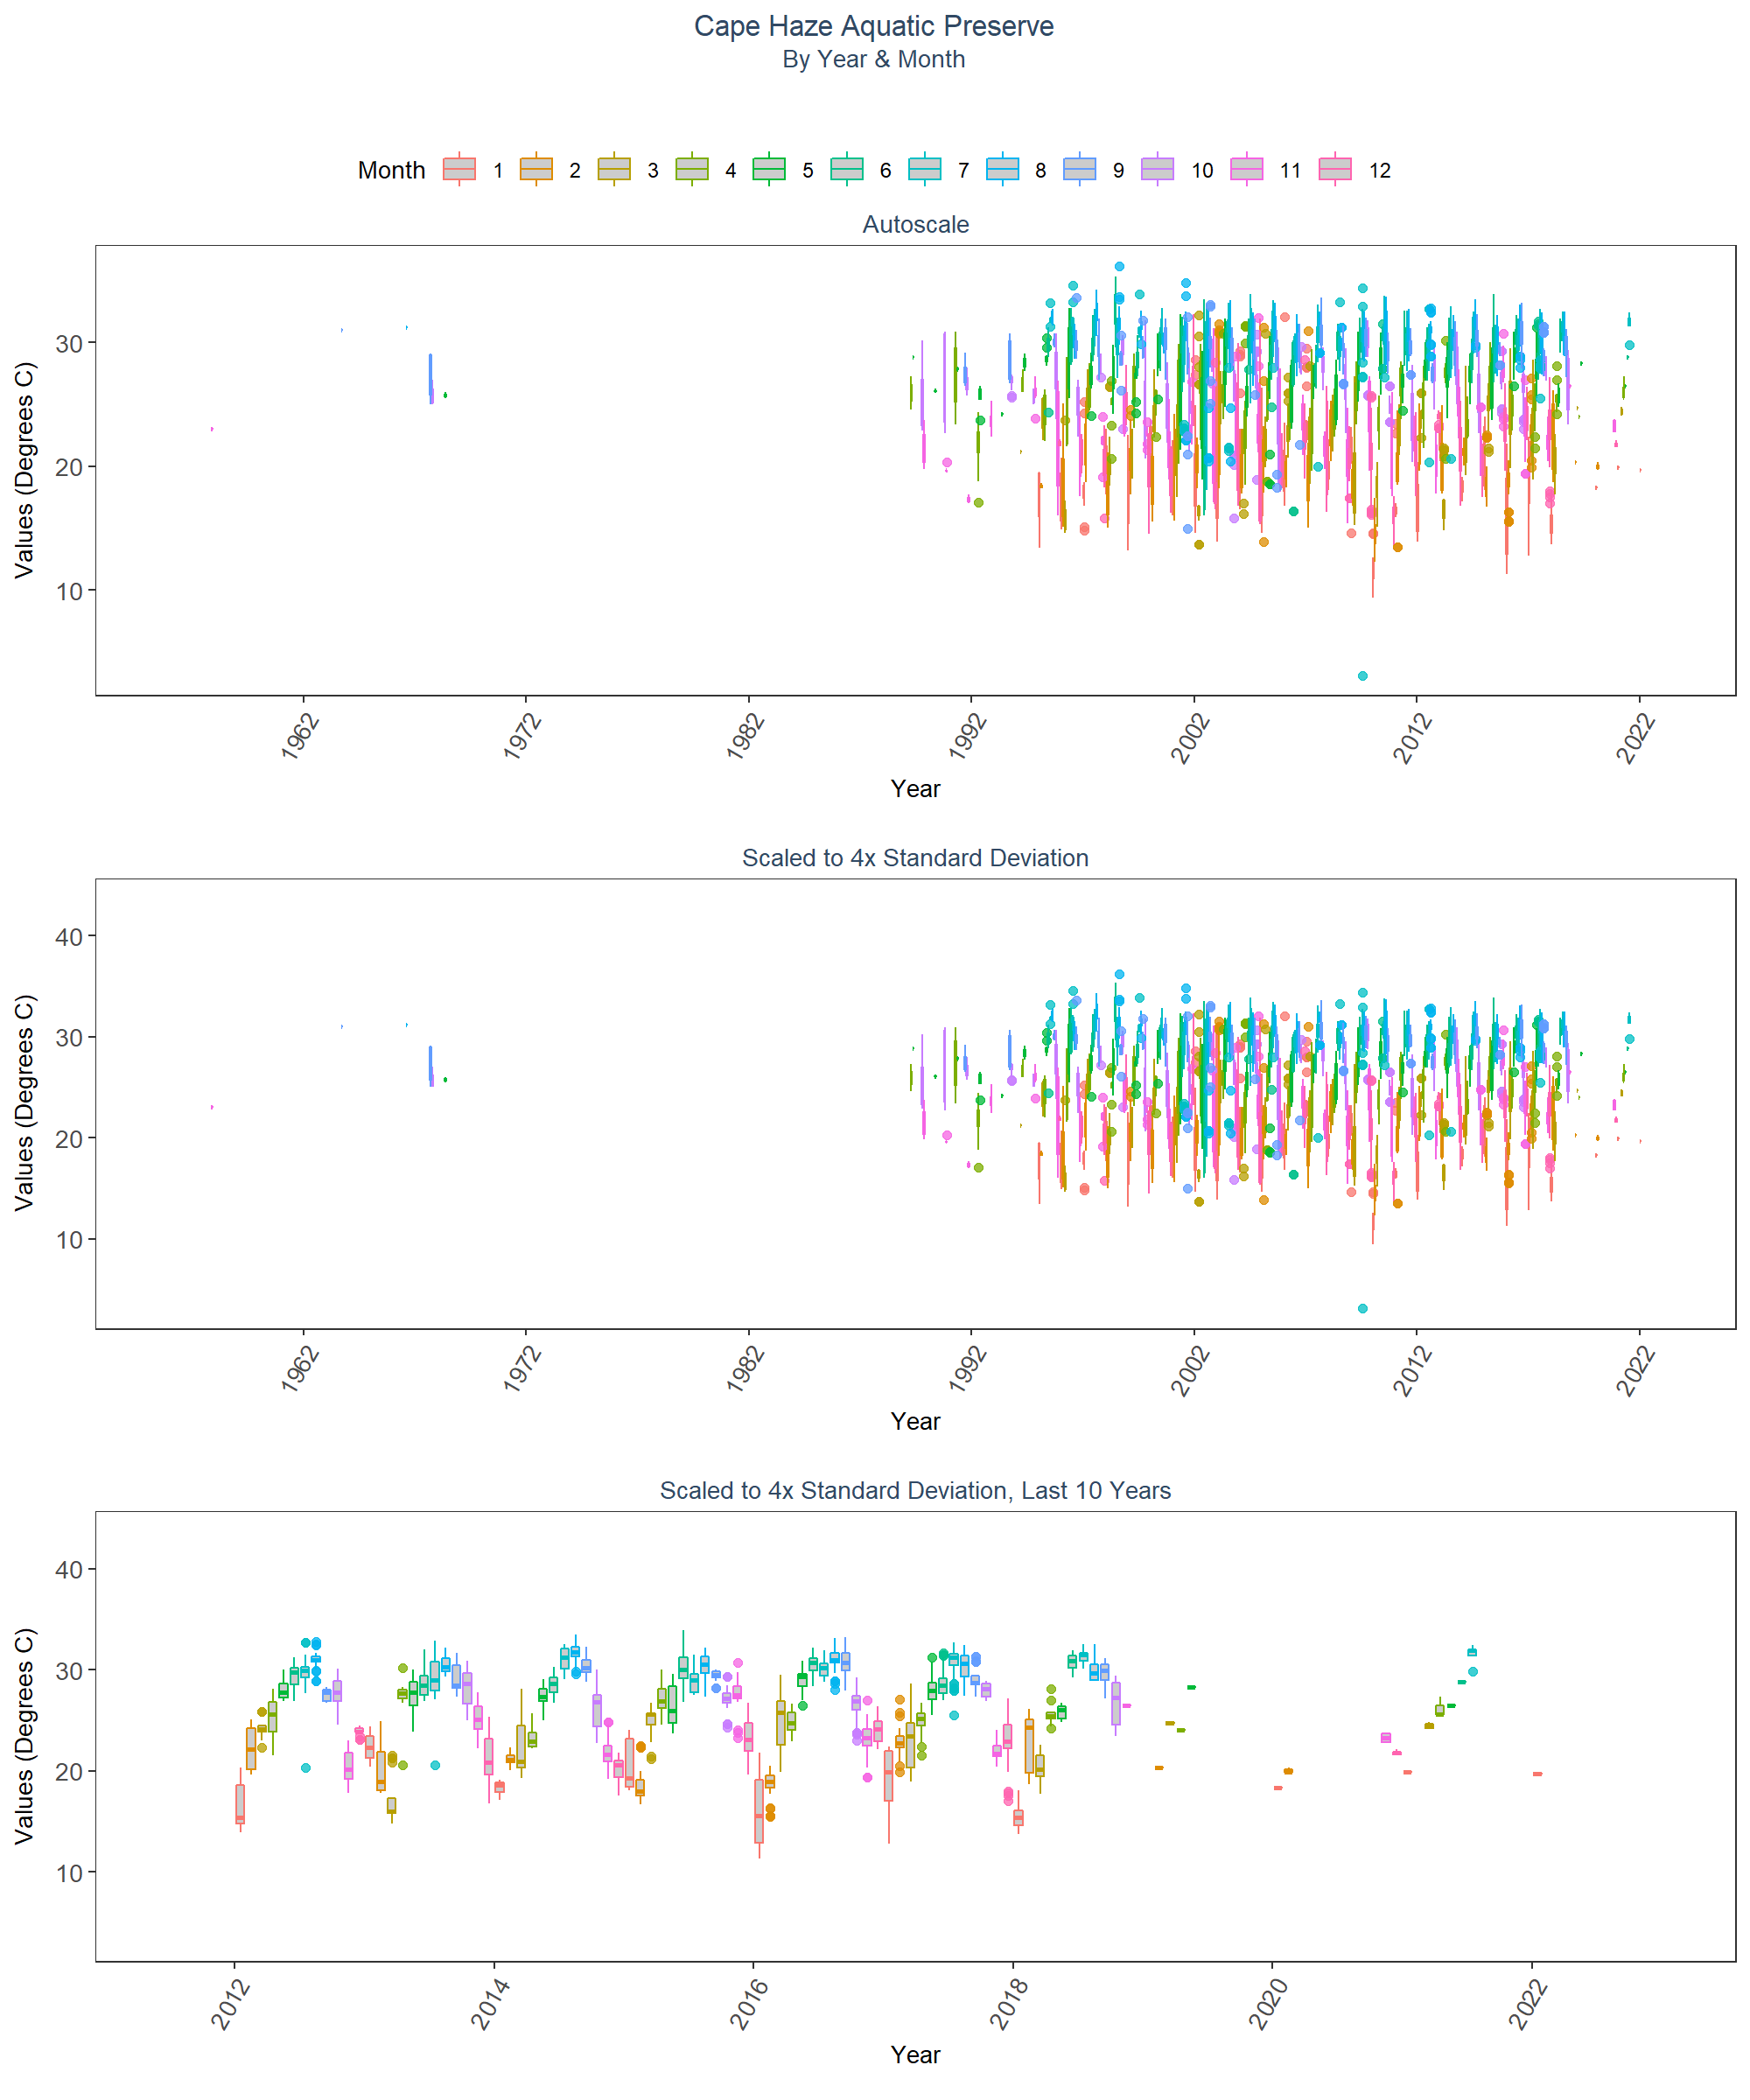 Cape Haze Aquatic Preserve
By Year & Month
Month 1 2 3 4 5 6 7 8 9 10 11 12
Autoscale
Values (Degrees C)
30
20
10
1962 1972 1982 1992 2002 2012 2022
Year
Scaled to 4x Standard Deviation
Values (Degrees C)
40
30
20
10
1962 1972 1982 1992 2002 2012 2022
Year
Scaled to 4x Standard Deviation, Last 10 Years
Values (Degrees C)
40
30
20
10
2012 2014 2016 2018 2020 2022
Year